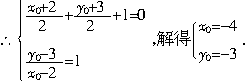 ∴ { (x₀+2)/2 + (y₀+3)/2 + 1=0 ,解得 { x₀=-4
(y₀-3)/(x₀-2) =1 y₀=-3.